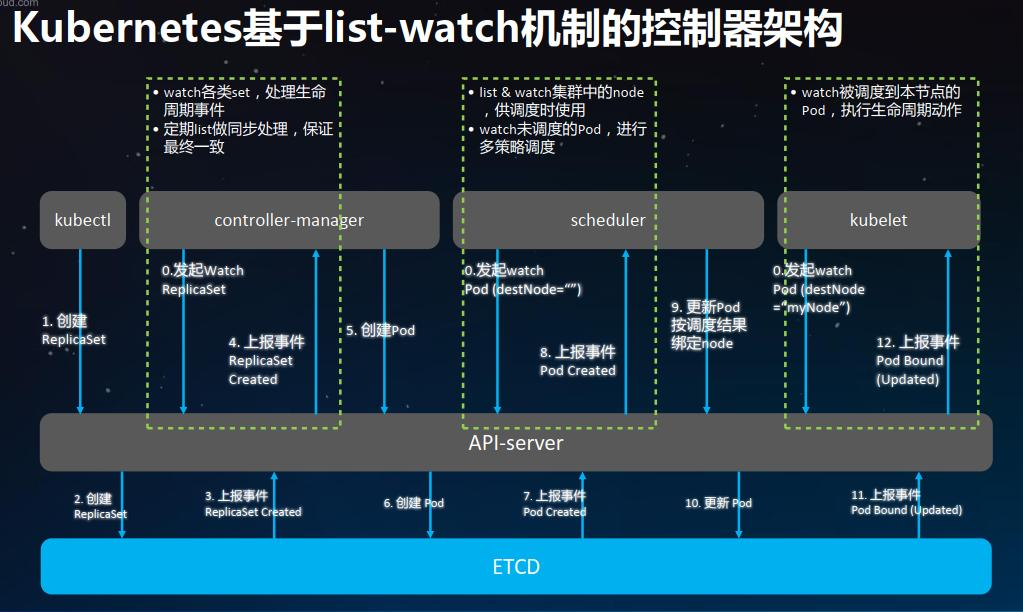 oud.com
Kubernetes基于list-watch机制的控制器架构
• watch各类set，处理生命
周期事件
• 定期list做同步处理，保证
最终一致
• list & watch集群中的node
，供调度时使用
• watch未调度的Pod，进行
多策略调度
• watch被调度到本节点的
Pod，执行生命周期动作
kubectl
controller-manager
scheduler
kubelet
1. 创建
ReplicaSet
0.发起Watch
ReplicaSet
4. 上报事件
ReplicaSet
Created
5. 创建Pod
0.发起watch
Pod (destNode=“”)
8. 上报事件
Pod Created
9. 更新Pod
按调度结果
绑定node
0.发起watch
Pod (destNode
=“myNode”)
12. 上报事件
Pod Bound
(Updated)
API-server
2. 创建
ReplicaSet
3. 上报事件
ReplicaSet Created
6. 创建 Pod
7. 上报事件
Pod Created
10. 更新 Pod
11. 上报事件
Pod Bound (Updated)
ETCD